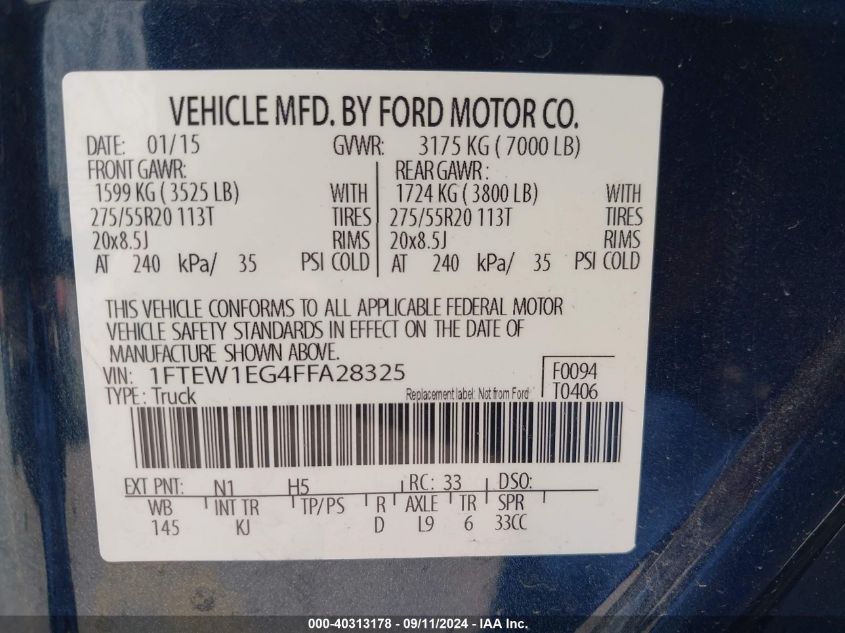 VEHICLE MFD. BY FORD MOTOR CO.
DATE: 01/15 GVWR: 3175 KG ( 7000 LB)
FRONT GAWR: REAR GAWR :
1599 KG ( 3525 LB) WITH 1724 KG ( 3800 LB) WITH
275/55R20 113T TIRES 275/55R20 113T TIRES
20x8.5J RIMS 20x8.5J RIMS
AT 240 kPa/ 35 PSI COLD AT 240 kPa/ 35 PSI COLD
THIS VEHICLE CONFORMS TO ALL APPLICABLE FEDERAL MOTOR
VEHICLE SAFETY STANDARDS IN EFFECT ON THE DATE OF
MANUFACTURE SHOWN ABOVE.
VIN: 1FTEW1EG4FFA28325 F0094
TYPE: Truck Replacement label: Not from Ford T0406
EXT PNT: N1 H5 RC: 33 DSO:
WB INT TR TP/PS R AXLE TR SPR
145 KJ D L9 6 33CC
000-40313178 - 09/11/2024 - IAA Inc.